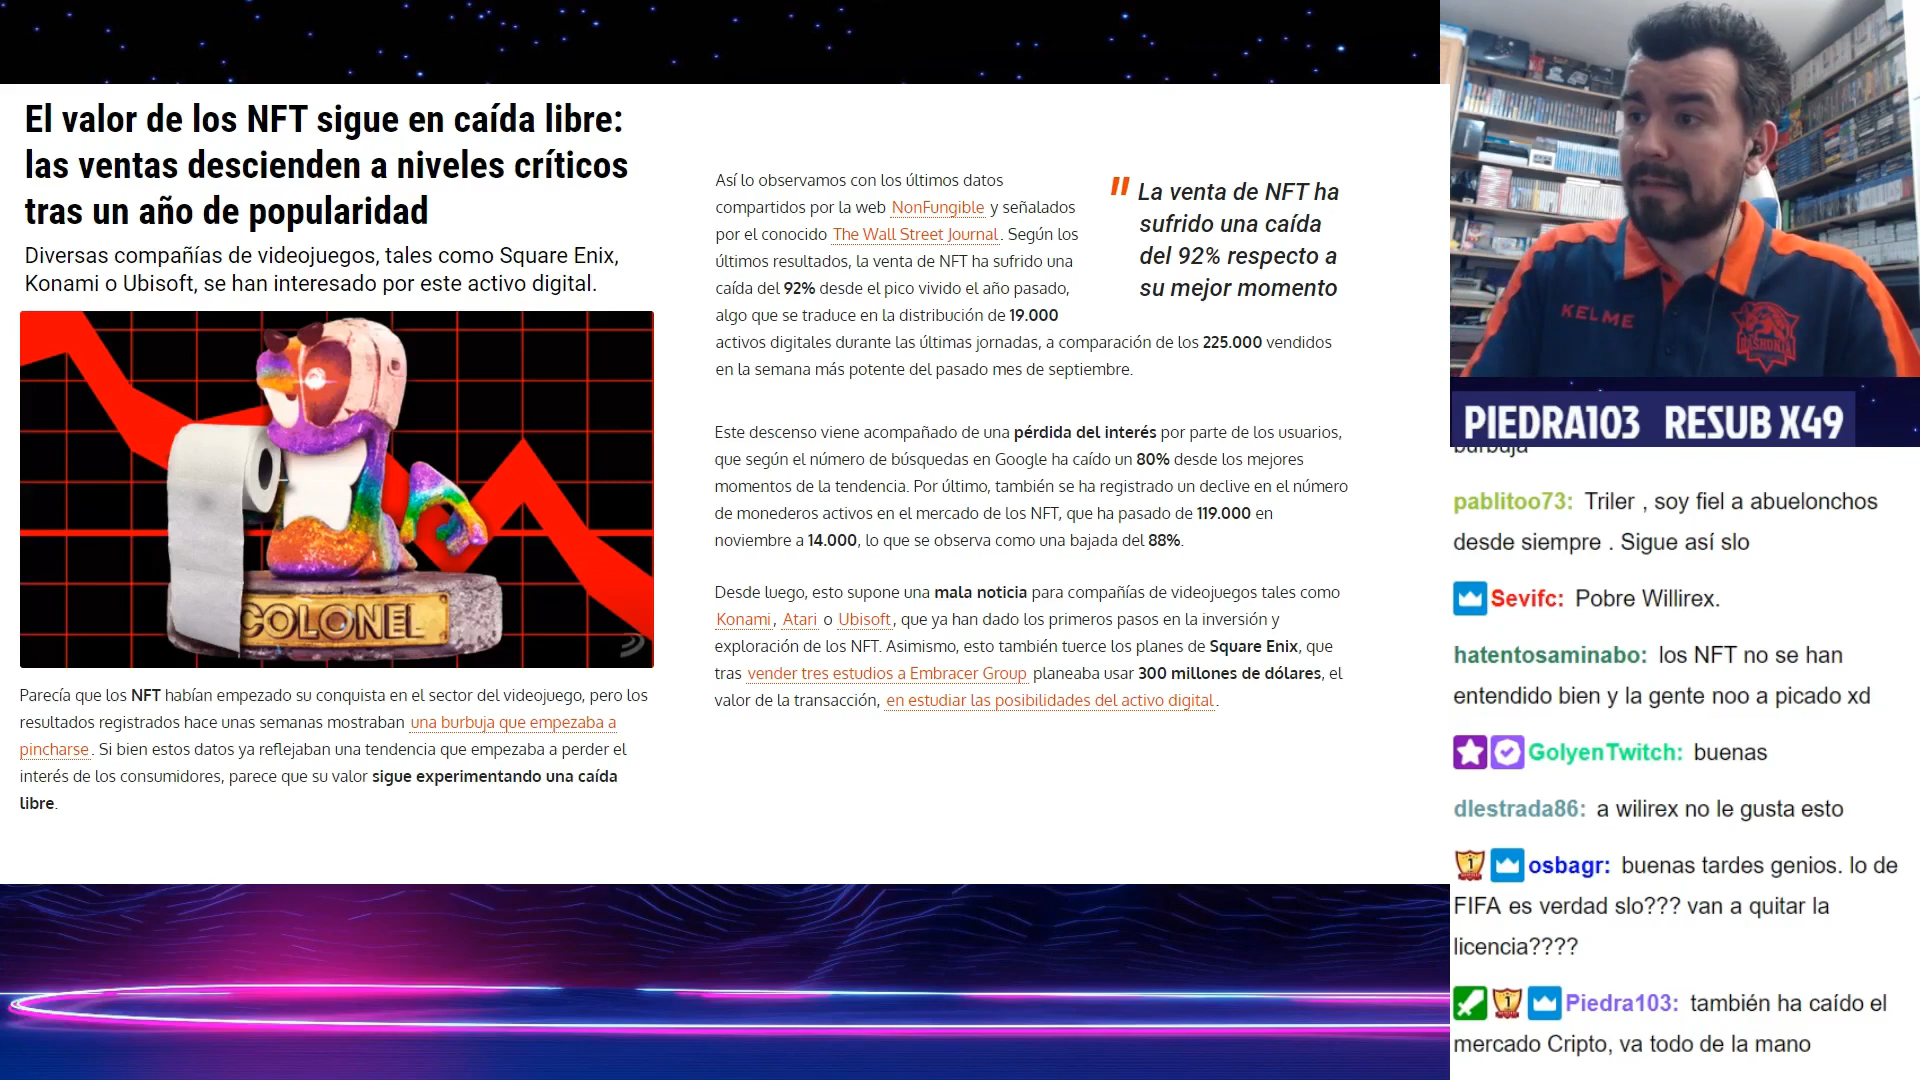 El valor de los NFT sigue en caída libre:
las ventas descienden a niveles críticos
tras un año de popularidad
Diversas compañías de videojuegos, tales como Square Enix,
Konami o Ubisoft, se han interesado por este activo digital.
COLONEL
Parecía que los NFT habían empezado su conquista en el sector del videojuego, pero los
resultados registrados hace unas semanas mostraban una burbuja que empezaba a
pincharse. Si bien estos datos ya reflejaban una tendencia que empezaba a perder el
interés de los consumidores, parece que su valor sigue experimentando una caída
libre.
Así lo observamos con los últimos datos
compartidos por la web NonFungible y señalados
por el conocido The Wall Street Journal. Según los
últimos resultados, la venta de NFT ha sufrido una
caída del 92% desde el pico vivido el año pasado,
algo que se traduce en la distribución de 19.000
activos digitales durante las últimas jornadas, a comparación de los 225.000 vendidos
en la semana más potente del pasado mes de septiembre.
" La venta de NFT ha
sufrido una caída
del 92% respecto a
su mejor momento
Este descenso viene acompañado de una pérdida del interés por parte de los usuarios,
que según el número de búsquedas en Google ha caído un 80% desde los mejores
momentos de la tendencia. Por último, también se ha registrado un declive en el número
de monederos activos en el mercado de los NFT, que ha pasado de 119.000 en
noviembre a 14.000, lo que se observa como una bajada del 88%.
Desde luego, esto supone una mala noticia para compañías de videojuegos tales como
Konami, Atari o Ubisoft, que ya han dado los primeros pasos en la inversión y
exploración de los NFT. Asimismo, esto también tuerce los planes de Square Enix, que
tras vender tres estudios a Embracer Group planeaba usar 300 millones de dólares, el
valor de la transacción, en estudiar las posibilidades del activo digital.
KELME
BASKONIA
PIEDRA103 RESUB X49
burbuja
pablitoo73: Triler , soy fiel a abuelonchos
desde siempre . Sigue así slo
Sevifc: Pobre Willirex.
hatentosaminabo: los NFT no se han
entendido bien y la gente noo a picado xd
GolyenTwitch: buenas
dlestrada86: a wilirex no le gusta esto
1 osbagr: buenas tardes genios. lo de
FIFA es verdad slo??? van a quitar la
licencia????
1 Piedra103: también ha caído el
mercado Cripto, va todo de la mano